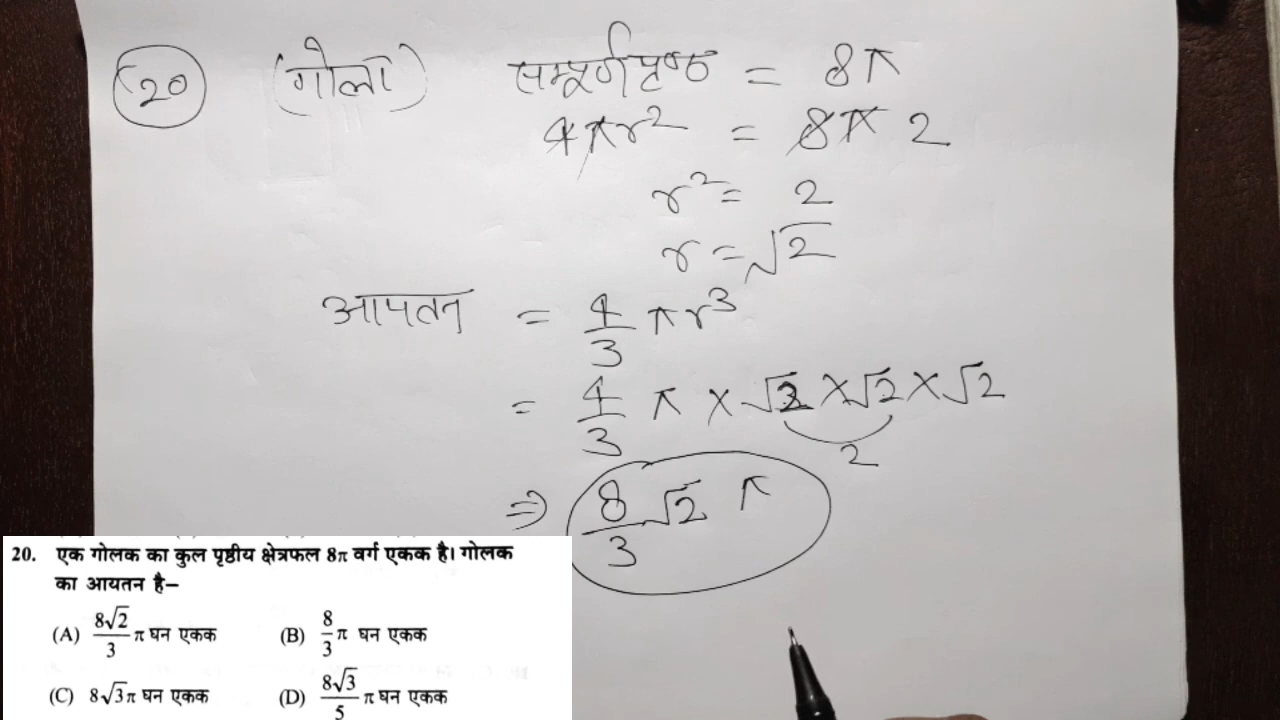 20 (गोला) सम्पूर्णपृष्ठ = 8π
4πr² = 8π 2
r² = 2
r = √2
आयतन = 4/3 πr³
= 4/3 π × √2 × √2 × √2
2
⇒ 8/3 √2 π
20. एक गोलक का कुल पृष्ठीय क्षेत्रफल 8π वर्ग एकक है। गोलक
का आयतन है–
(A) 8√2/3 π घन एकक (B) 8/3 π घन एकक
(C) 8√3π घन एकक (D) 8√3/5 π घन एकक